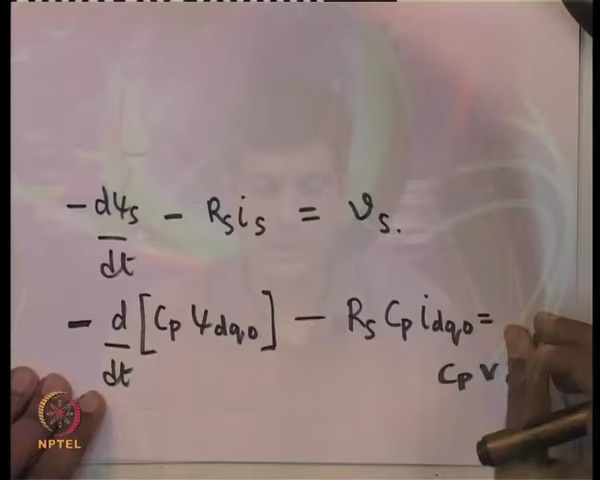 - dψs/dt - Rs is = vs.
- d/dt [Cp ψdq0] - Rs Cp idq0 =
Cp v
NPTEL